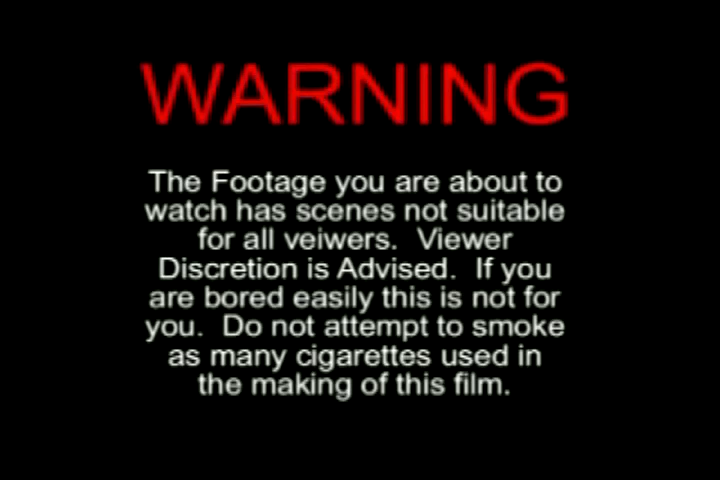 WARNING
The Footage you are about to
watch has scenes not suitable
for all veiwers.  Viewer
Discretion is Advised.  If you
are bored easily this is not for
you.  Do not attempt to smoke
as many cigarettes used in
the making of this film.